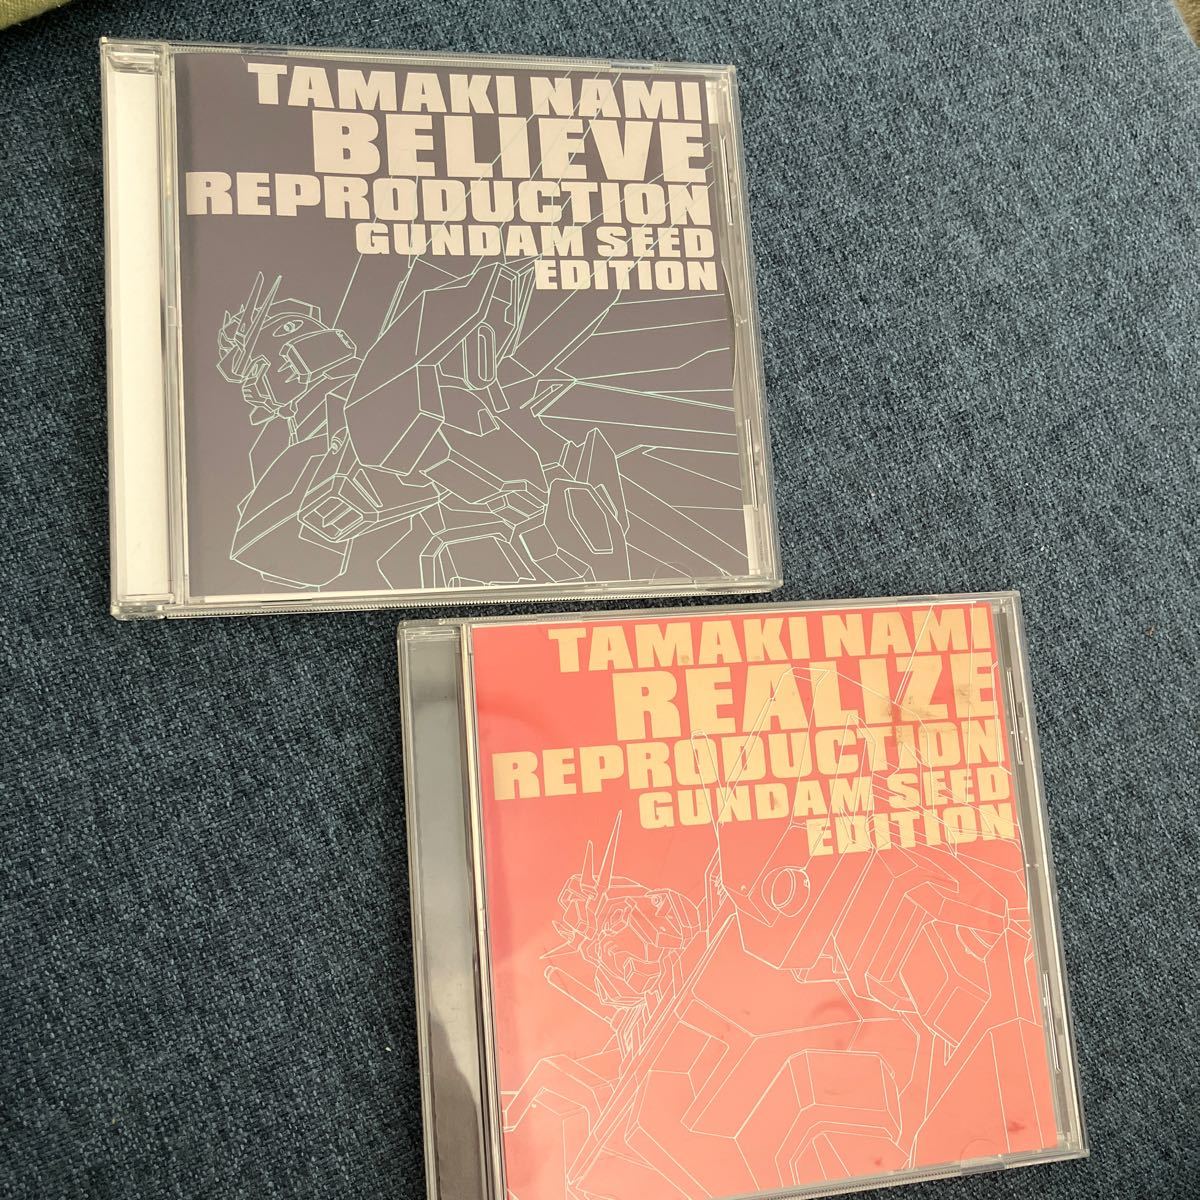 TAMAKI NAMI
BELIEVE
REPRODUCTION
GUNDAM SEED
EDITION
TAMAKI NAMI
REALIZE
REPRODUCTION
GUNDAM SEED
EDITION